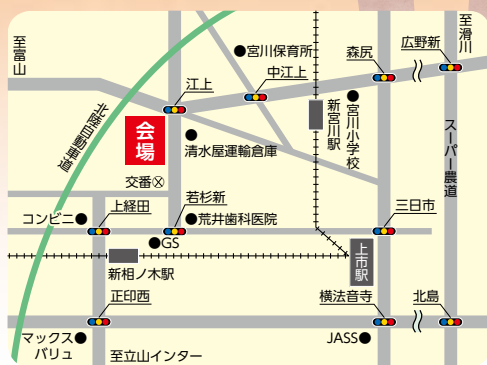 至富山
北陸自動車道
宮川保育所
森尻
広野新
至滑川
江上
中江上
新宮川駅
宮川小学校
スーパー農道
会場
清水屋運輸倉庫
交番
上経田
若杉新
三日市
コンビニ
荒井歯科医院
GS
新相ノ木駅
上市駅
正印西
横法音寺
北島
マックス
バリュ
至立山インター
JASS